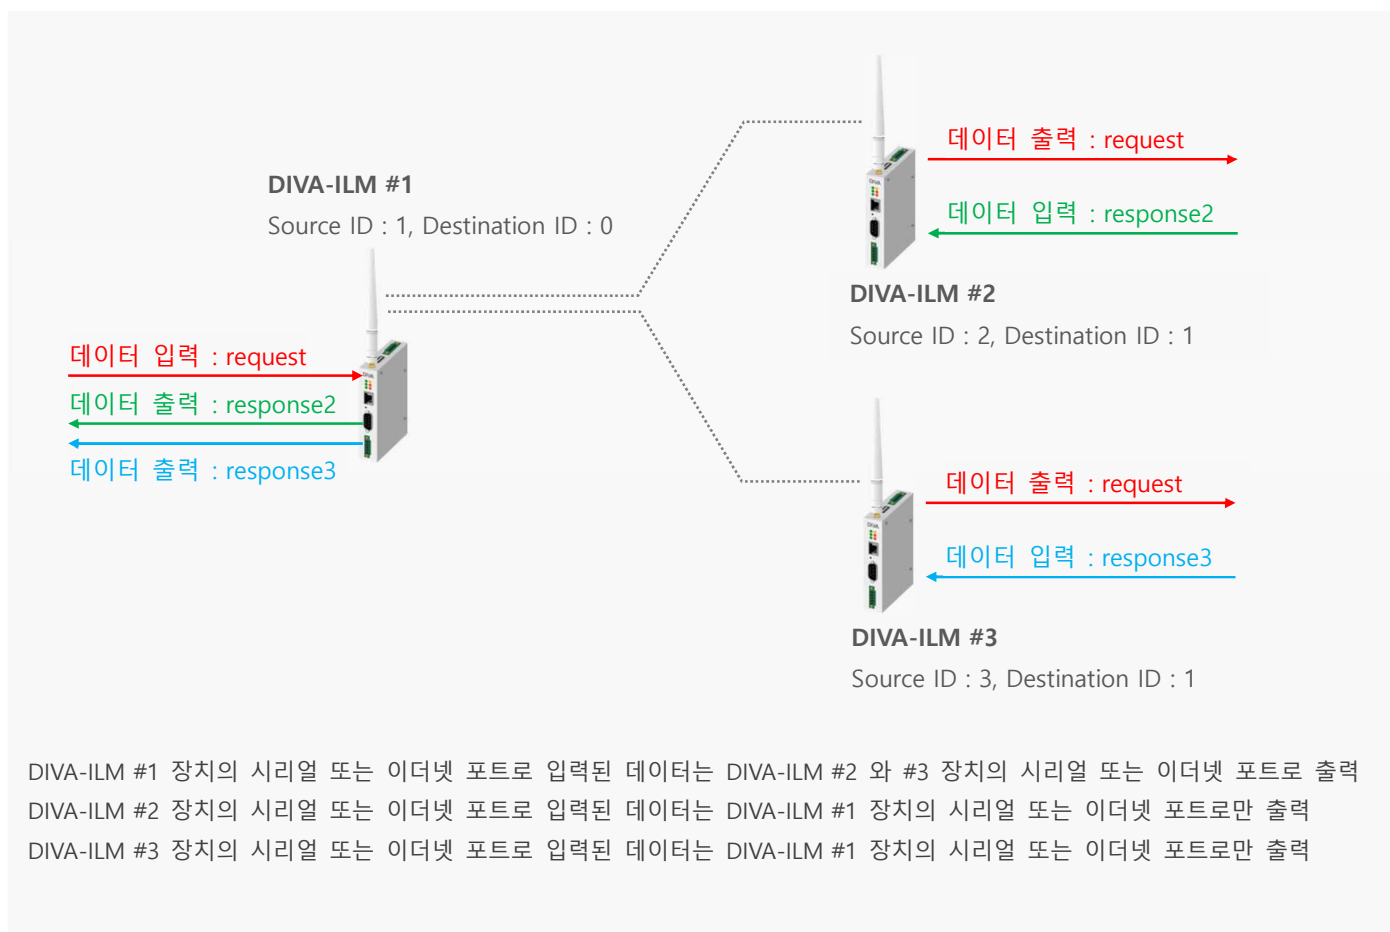 DIVA-ILM #1
Source ID : 1, Destination ID : 0
데이터 입력 : request
데이터 출력 : response2
데이터 출력 : response3
데이터 출력 : request
데이터 입력 : response2
DIVA-ILM #2
Source ID : 2, Destination ID : 1
데이터 출력 : request
데이터 입력 : response3
DIVA-ILM #3
Source ID : 3, Destination ID : 1
DIVA-ILM #1 장치의 시리얼 또는 이더넷 포트로 입력된 데이터는 DIVA-ILM #2 와 #3 장치의 시리얼 또는 이더넷 포트로 출력
DIVA-ILM #2 장치의 시리얼 또는 이더넷 포트로 입력된 데이터는 DIVA-ILM #1 장치의 시리얼 또는 이더넷 포트로만 출력
DIVA-ILM #3 장치의 시리얼 또는 이더넷 포트로 입력된 데이터는 DIVA-ILM #1 장치의 시리얼 또는 이더넷 포트로만 출력